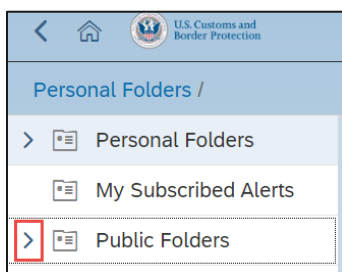 U.S. Customs and
Border Protection
Personal Folders /
Personal Folders
My Subscribed Alerts
Public Folders